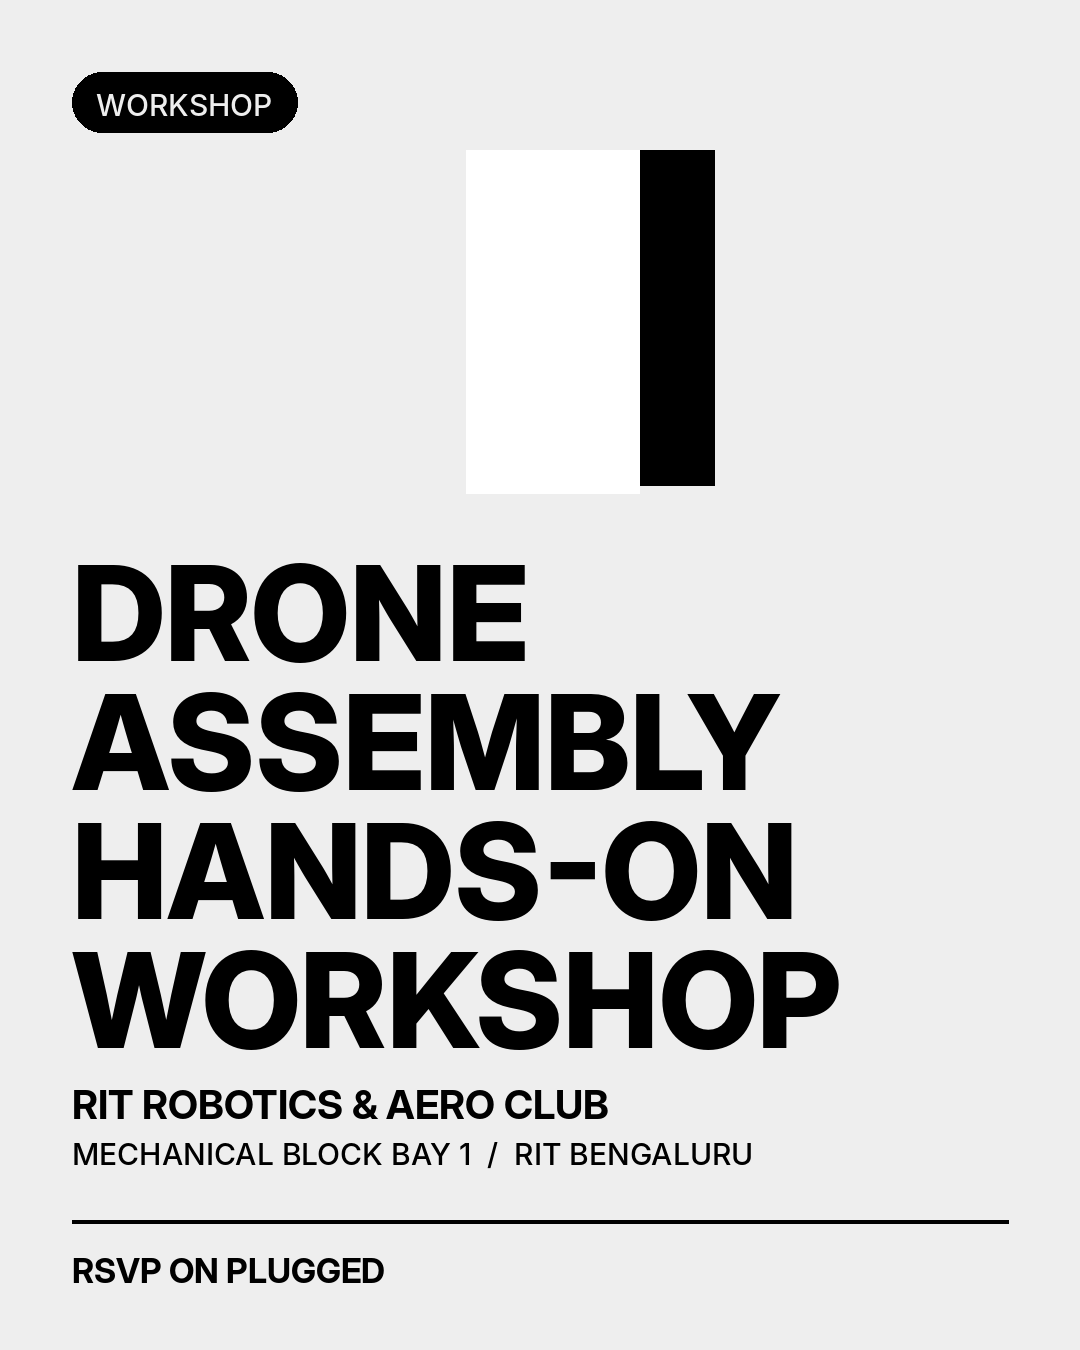 WORKSHOP
DRONE
ASSEMBLY
HANDS-ON
WORKSHOP
RIT ROBOTICS & AERO CLUB
MECHANICAL BLOCK BAY 1 / RIT BENGALURU
RSVP ON PLUGGED